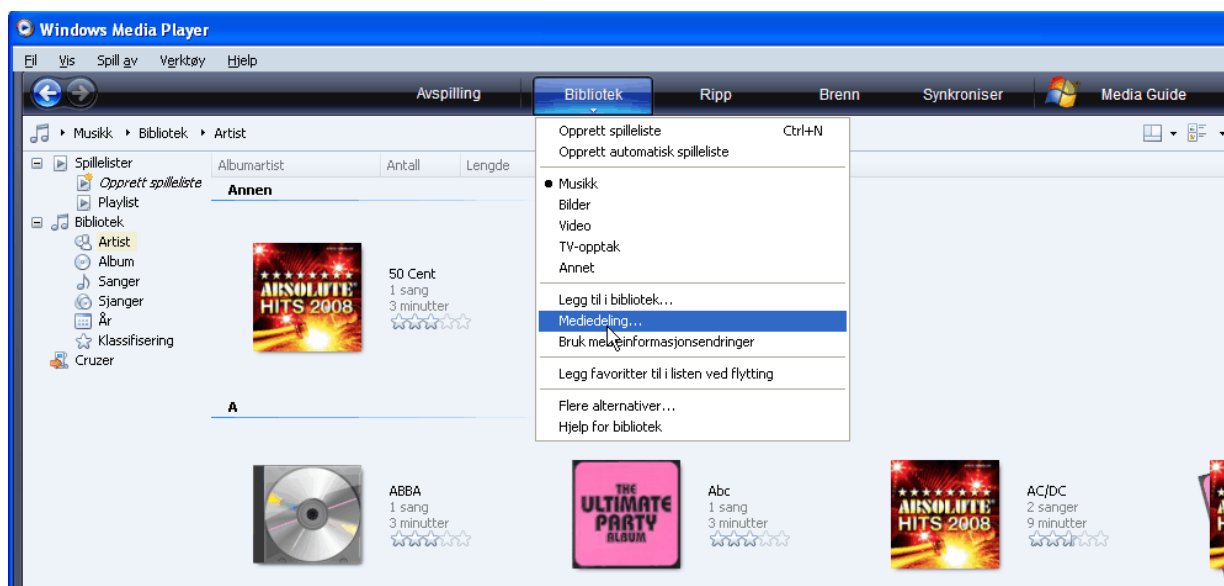 Windows Media Player
Fil Vis Spill av Verktøy Hjelp
Avspilling Bibliotek Ripp Brenn Synkroniser Media Guide
Musikk Bibliotek Artist
Opprett spilleliste Ctrl+N
Opprett automatisk spilleliste
Musikk
Bilder
Video
TV-opptak
Annet
Legg til i bibliotek...
Mediedeling...
Bruk medieinformasjonsendringer
Legg favoritter til i listen ved flytting
Flere alternativer...
Hjelp for bibliotek
Spillelister
Opprett spilleliste
Playlist
Bibliotek
Artist
Album
Sanger
Sjanger
År
Klassifisering
Cruzer
Albumartist Antall Lengde
Annen
ABSOLUTE
HITS 2008
50 Cent
1 sang
3 minutter
A
ABBA
1 sang
3 minutter
THE
ULTIMATE
PARTY
ALBUM
Abc
1 sang
3 minutter
ABSOLUTE
HITS 2008
AC/DC
2 sanger
9 minutter